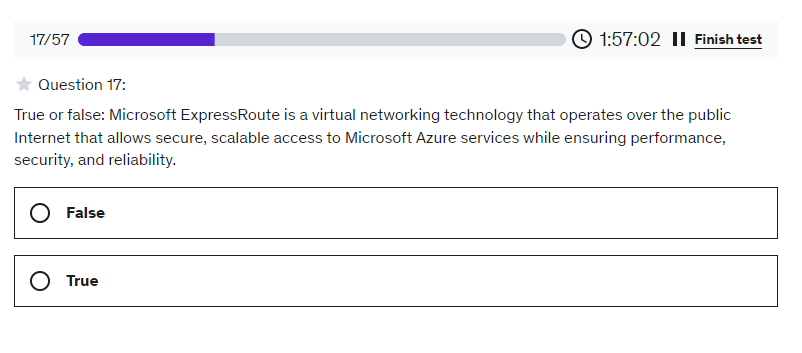 17/57 1:57:02 Finish test
Question 17:
True or false: Microsoft ExpressRoute is a virtual networking technology that operates over the public
Internet that allows secure, scalable access to Microsoft Azure services while ensuring performance,
security, and reliability.
False
True